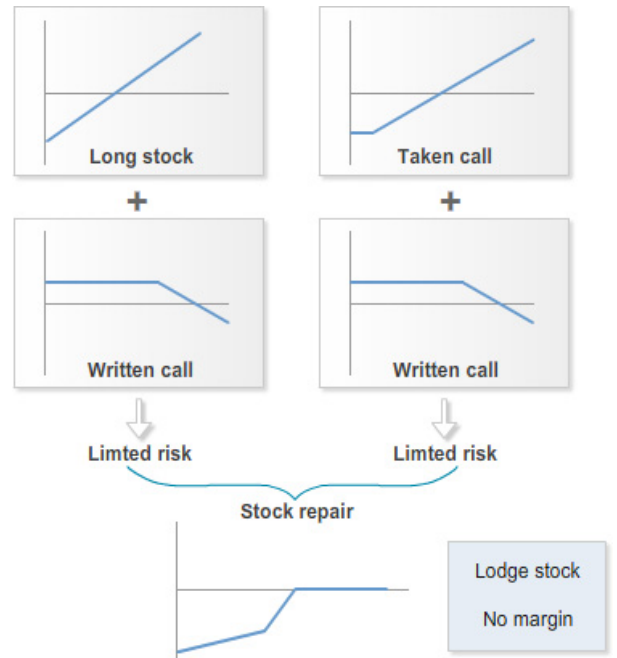 Long stock
Taken call
+
+
Written call
Written call
Limted risk
Limted risk
Stock repair
Lodge stock
No margin